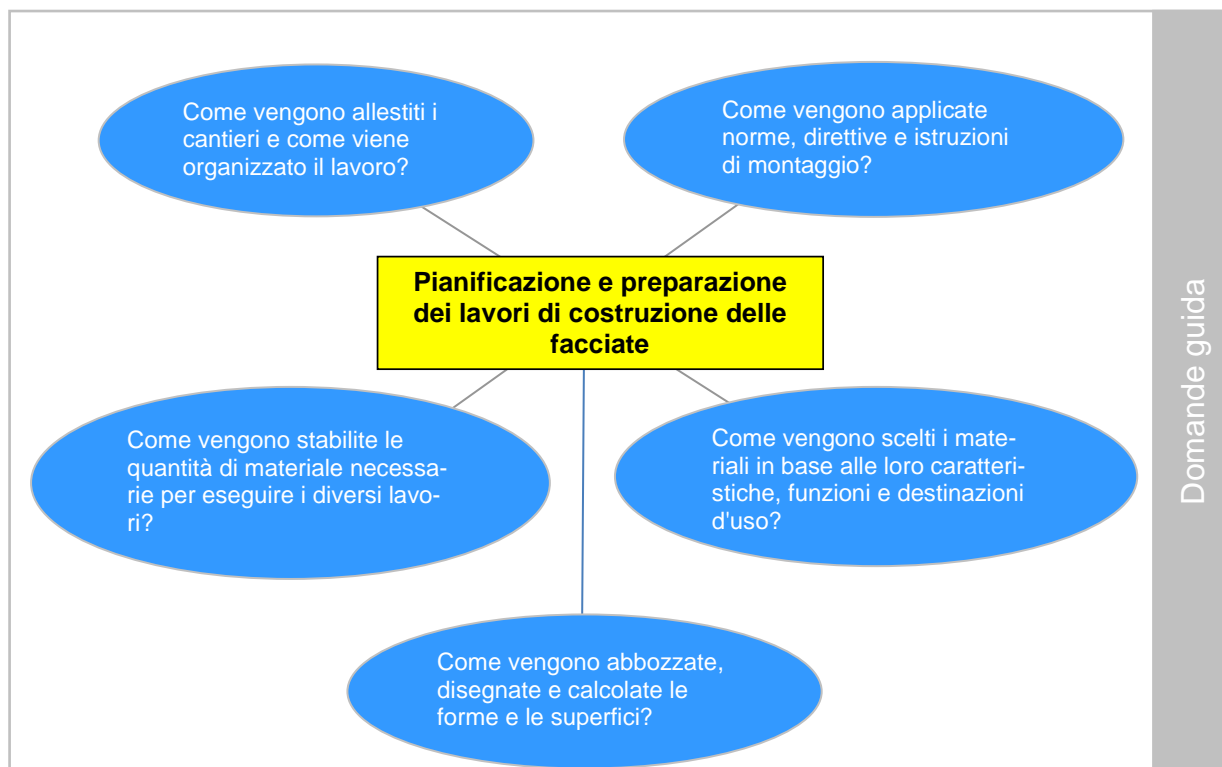 Come vengono allestiti i
cantieri e come viene
organizzato il lavoro?
Come vengono applicate
norme, direttive e istruzioni
di montaggio?
Pianificazione e preparazione
dei lavori di costruzione delle
facciate
Come vengono stabilite le
quantità di materiale necessa-
rie per eseguire i diversi lavo-
ri?
Come vengono scelti i mate-
riali in base alle loro caratteri-
stiche, funzioni e destinazioni
d'uso?
Come vengono abbozzate,
disegnate e calcolate le
forme e le superfici?
Domande guida